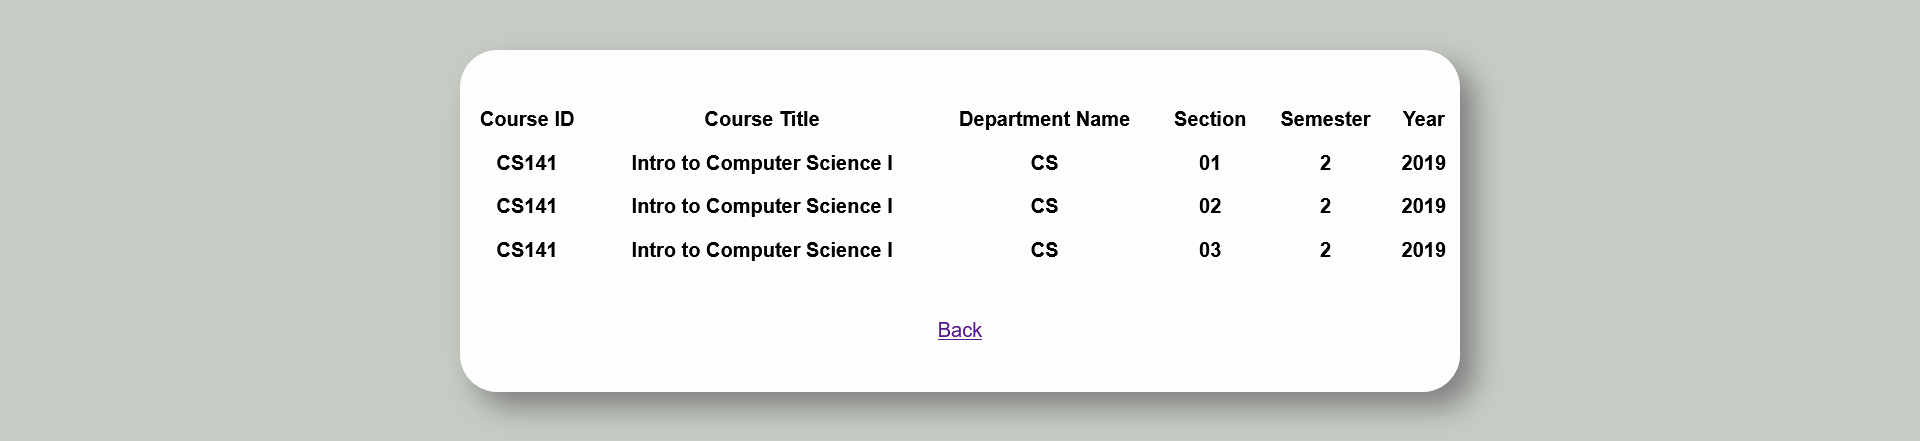 Course ID Course Title Department Name Section Semester Year
CS141 Intro to Computer Science I CS 01 2 2019
CS141 Intro to Computer Science I CS 02 2 2019
CS141 Intro to Computer Science I CS 03 2 2019
Back